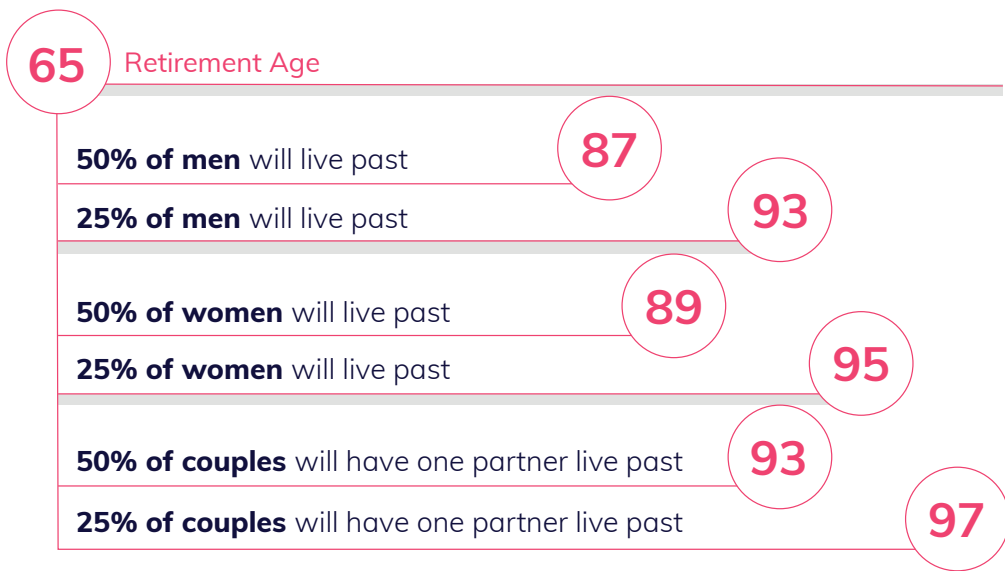 65 Retirement Age
50% of men will live past 87
25% of men will live past 93
50% of women will live past 89
25% of women will live past 95
50% of couples will have one partner live past 93
25% of couples will have one partner live past 97